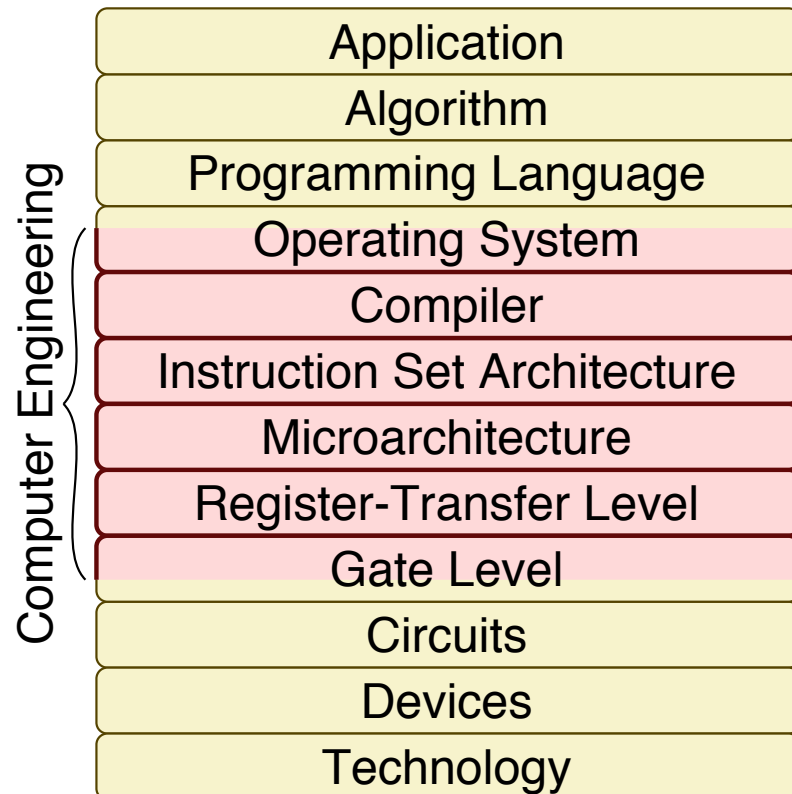 Application
Algorithm
Programming Language
Operating System
Compiler
Instruction Set Architecture
Microarchitecture
Register-Transfer Level
Gate Level
Circuits
Devices
Technology
Computer Engineering